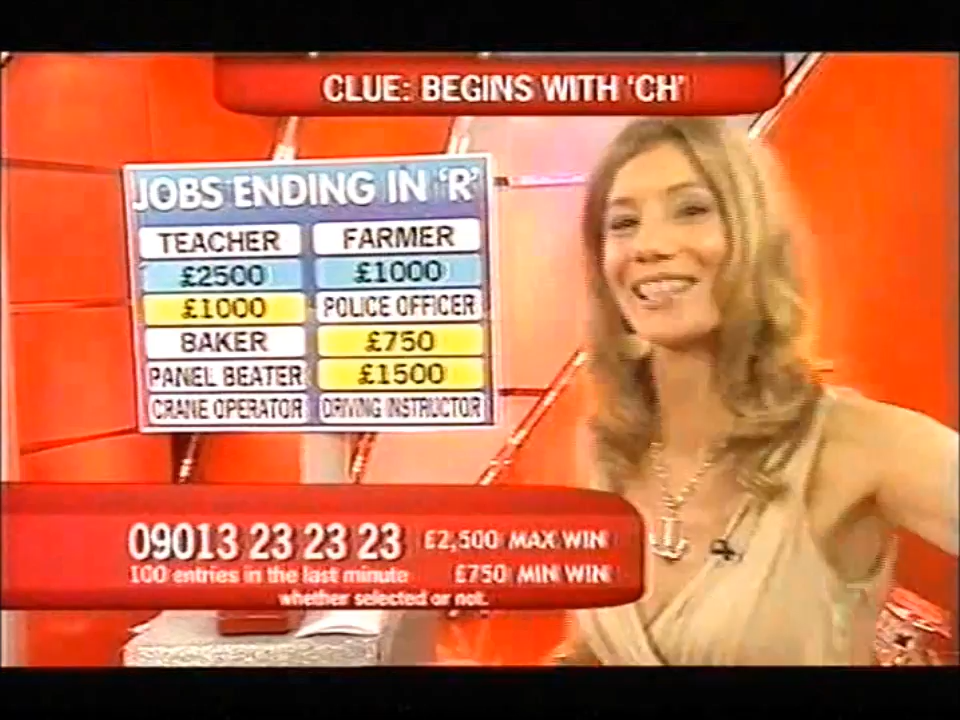 CLUE: BEGINS WITH 'CH'
JOBS ENDING IN 'R'
TEACHER FARMER
£2500 £1000
£1000 POLICE OFFICER
BAKER £750
PANEL BEATER £1500
CRANE OPERATOR DRIVING INSTRUCTOR
09013 23 23 23 £2,500 MAX WIN
100 entries in the last minute £750 MIN WIN
whether selected or not.